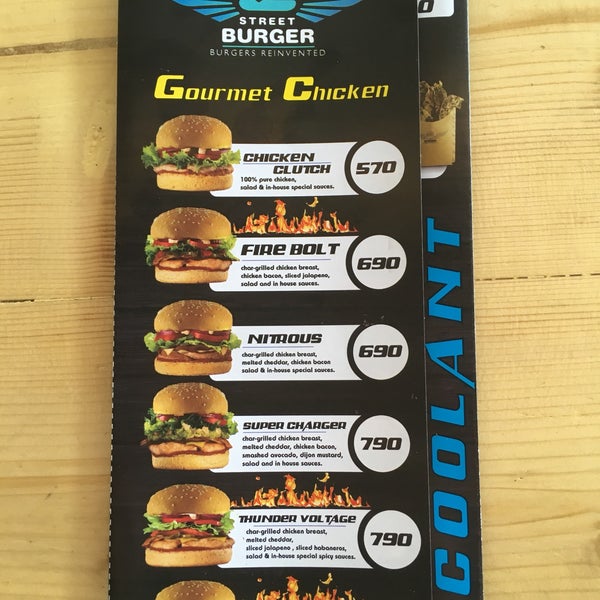 STREET
BURGER
BURGERS REINVENTED
Gourmet Chicken
CHICKEN
CLUTCH
570
100% pure chicken,
salad & in-house special sauces.
FIRE BOLT
690
char-grilled chicken breast,
chicken bacon, sliced jalapeno,
salad and in house sauces.
NITROUS
690
char-grilled chicken breast,
melted cheddar, chicken bacon
salad & in-house special sauces.
SUPER CHARGER
790
char-grilled chicken breast,
melted cheddar, chicken bacon,
smashed avocado, dijon mustard,
salad and in house sauces.
THUNDER VOLTAGE
790
char-grilled chicken breast,
melted cheddar,
sliced jalapeno , sliced habaneros,
salad & in-house special spicy sauces.
COOLANT